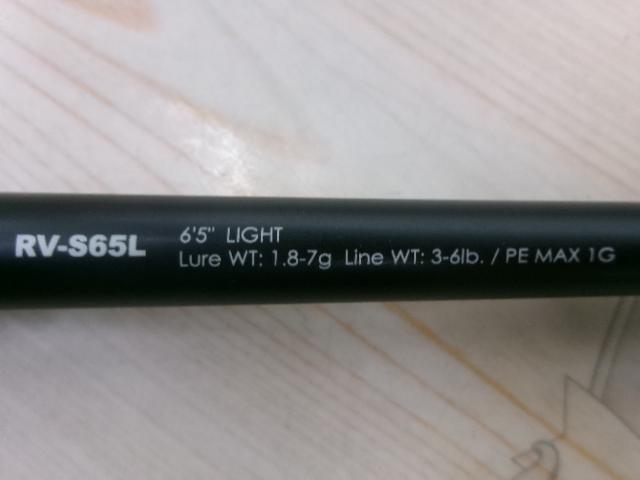 RV-S65L
6'5" LIGHT
Lure WT: 1.8-7g Line WT: 3-6lb. / PE MAX 1G